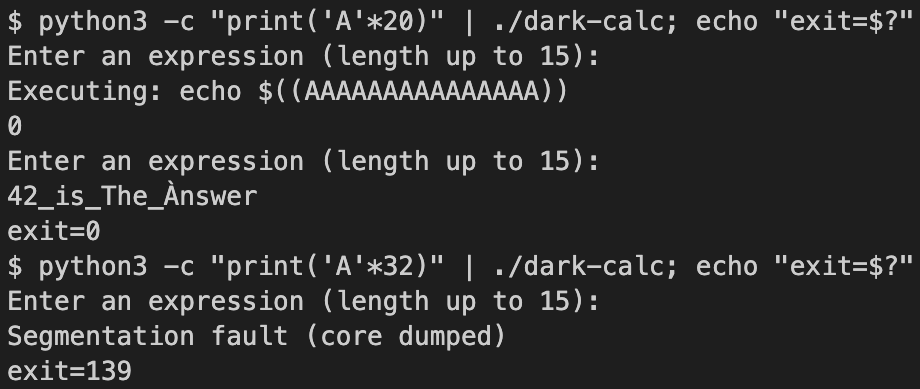 $ python3 -c "print('A'*20)" | ./dark-calc; echo "exit=$?"
Enter an expression (length up to 15):
Executing: echo $((AAAAAAAAAAAAAAA))
0
Enter an expression (length up to 15):
42_is_The_Ànswer
exit=0
$ python3 -c "print('A'*32)" | ./dark-calc; echo "exit=$?"
Enter an expression (length up to 15):
Segmentation fault (core dumped)
exit=139